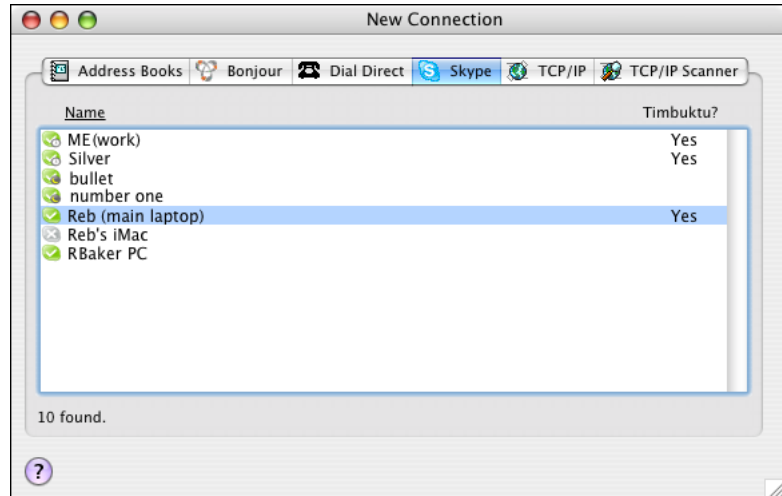 New Connection
Address Books Bonjour Dial Direct Skype TCP/IP TCP/IP Scanner
Name Timbuktu?
ME(work) Yes
Silver Yes
bullet
number one
Reb (main laptop) Yes
Reb's iMac
RBaker PC
10 found.
?